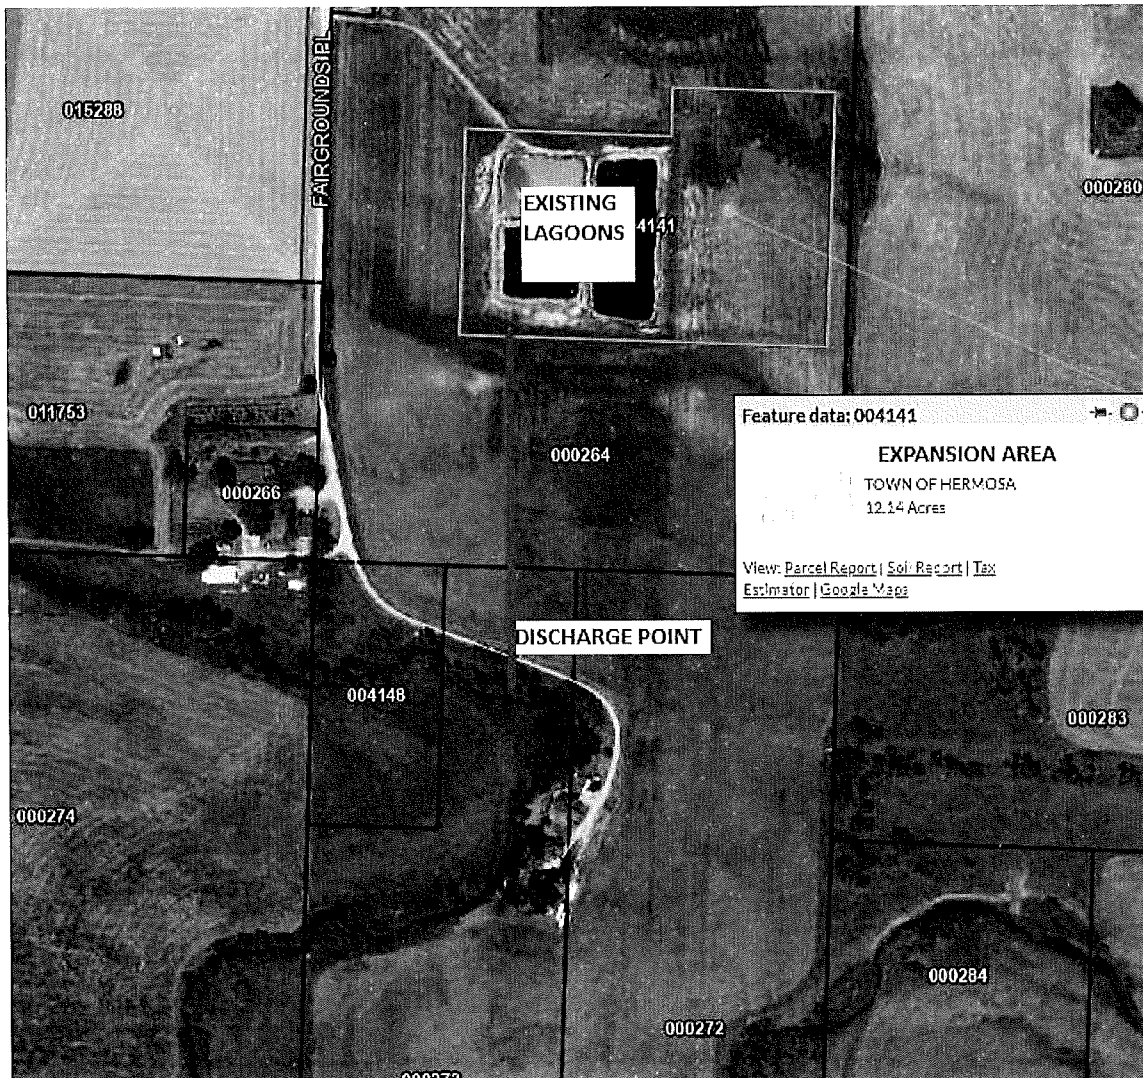 FAIRGROUNDS PL
015288
000280
EXISTING
LAGOONS
4141
011753
000264
000266
Feature data: 004141
EXPANSION AREA
TOWN OF HERMOSA
12.14 Acres
View: Parcel Report | Soil Report | Tax
Estimator | Google Maps
DISCHARGE POINT
004148
000283
000274
000284
000272